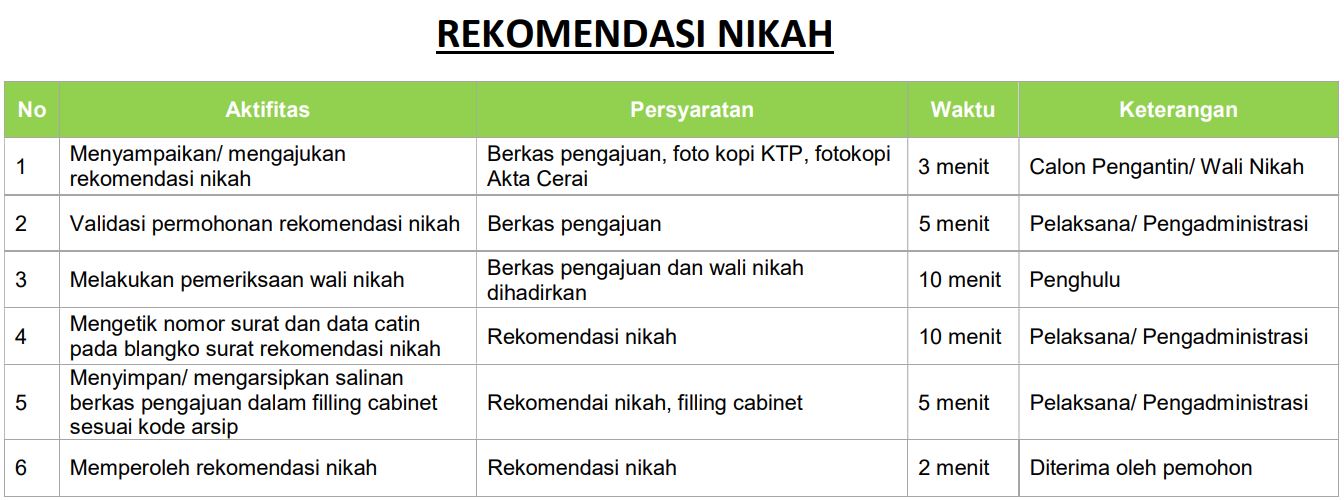 REKOMENDASI NIKAH
No Aktifitas Persyaratan Waktu Keterangan
1 Menyampaikan/ mengajukan rekomendasi nikah Berkas pengajuan, foto kopi KTP, fotokopi Akta Cerai 3 menit Calon Pengantin/ Wali Nikah
2 Validasi permohonan rekomendasi nikah Berkas pengajuan 5 menit Pelaksana/ Pengadministrasi
3 Melakukan pemeriksaan wali nikah Berkas pengajuan dan wali nikah dihadirkan 10 menit Penghulu
4 Mengetik nomor surat dan data catin pada blangko surat rekomendasi nikah Rekomendasi nikah 10 menit Pelaksana/ Pengadministrasi
5 Menyimpan/ mengarsipkan salinan berkas pengajuan dalam filling cabinet sesuai kode arsip Rekomendai nikah, filling cabinet 5 menit Pelaksana/ Pengadministrasi
6 Memperoleh rekomendasi nikah Rekomendasi nikah 2 menit Diterima oleh pemohon